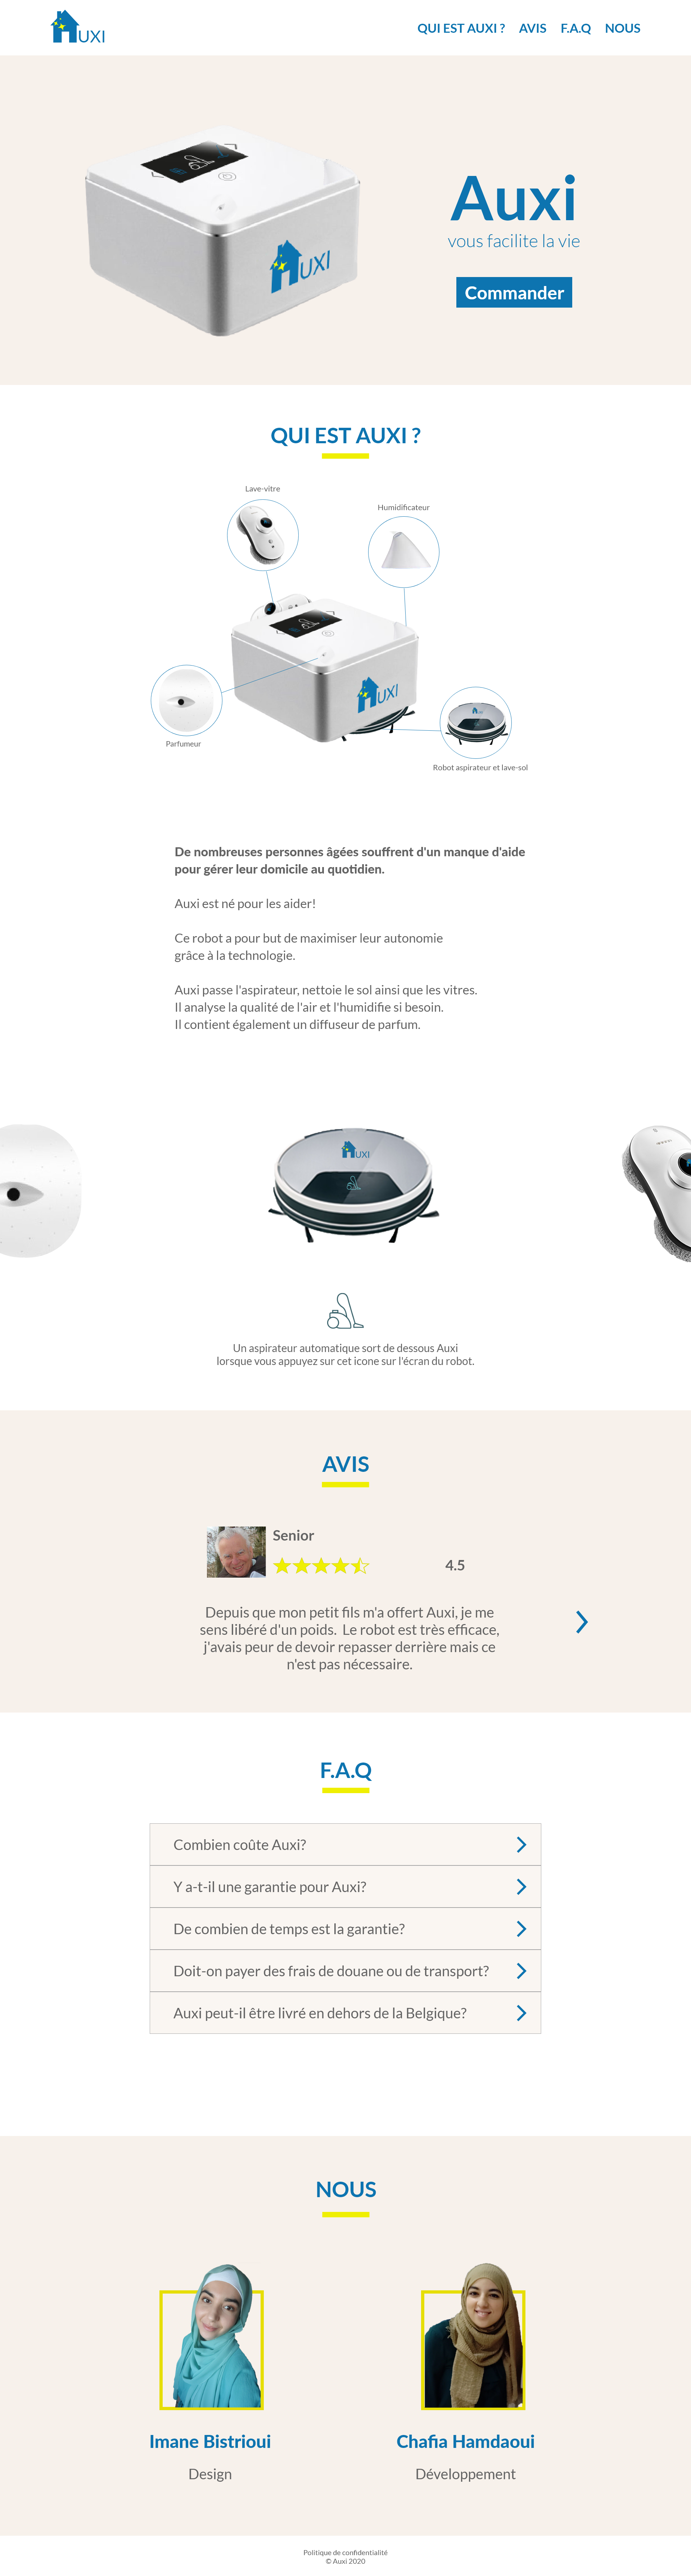 AUXI
QUI EST AUXI ? AVIS F.A.Q NOUS
AUXI
Auxi
vous facilite la vie
Commander
QUI EST AUXI ?
Lave-vitre
Humidificateur
AUXI
Parfumeur
Robot aspirateur et lave-sol
De nombreuses personnes âgées souffrent d'un manque d'aide
pour gérer leur domicile au quotidien.
Auxi est né pour les aider!
Ce robot a pour but de maximiser leur autonomie
grâce à la technologie.
Auxi passe l'aspirateur, nettoie le sol ainsi que les vitres.
Il analyse la qualité de l'air et l'humidifie si besoin.
Il contient également un diffuseur de parfum.
AUXI
Un aspirateur automatique sort de dessous Auxi
lorsque vous appuyez sur cet icone sur l'écran du robot.
AVIS
Senior
4.5
Depuis que mon petit fils m'a offert Auxi, je me
sens libéré d'un poids. Le robot est très efficace,
j'avais peur de devoir repasser derrière mais ce
n'est pas nécessaire.
F.A.Q
Combien coûte Auxi?
Y a-t-il une garantie pour Auxi?
De combien de temps est la garantie?
Doit-on payer des frais de douane ou de transport?
Auxi peut-il être livré en dehors de la Belgique?
NOUS
Imane Bistrioui
Design
Chafia Hamdaoui
Développement
Politique de confidentialité
© Auxi 2020